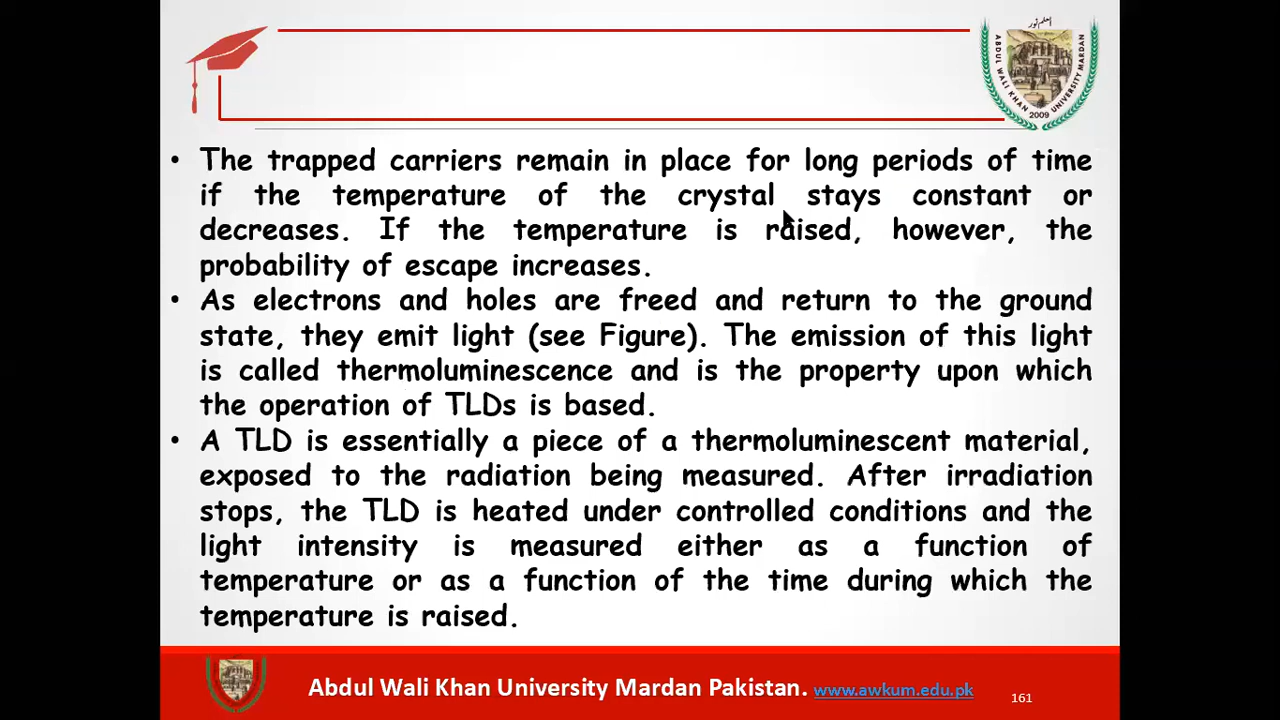 ABDUL WALI KHAN UNIVERSITY MARDAN
2009
• The trapped carriers remain in place for long periods of time
if the temperature of the crystal stays constant or
decreases. If the temperature is raised, however, the
probability of escape increases.
• As electrons and holes are freed and return to the ground
state, they emit light (see Figure). The emission of this light
is called thermoluminescence and is the property upon which
the operation of TLDs is based.
• A TLD is essentially a piece of a thermoluminescent material,
exposed to the radiation being measured. After irradiation
stops, the TLD is heated under controlled conditions and the
light intensity is measured either as a function of
temperature or as a function of the time during which the
temperature is raised.
Abdul Wali Khan University Mardan Pakistan. www.awkum.edu.pk
161